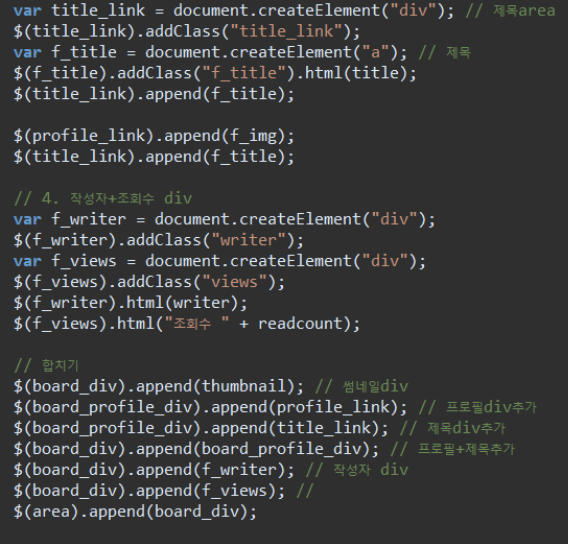 var title_link = document.createElement("div"); // 제목area
$(title_link).addClass("title_link");
var f_title = document.createElement("a"); // 제목
$(f_title).addClass("f_title").html(title);
$(title_link).append(f_title);

$(profile_link).append(f_img);
$(title_link).append(f_title);

// 4. 작성자+조회수 div
var f_writer = document.createElement("div");
$(f_writer).addClass("writer");
var f_views = document.createElement("div");
$(f_views).addClass("views");
$(f_writer).html(writer);
$(f_views).html("조회수 " + readcount);

// 합치기
$(board_div).append(thumbnail); // 썸네일div
$(board_profile_div).append(profile_link); // 프로필div추가
$(board_profile_div).append(title_link); // 제목div추가
$(board_div).append(board_profile_div); // 프로필+제목추가
$(board_div).append(f_writer); // 작성자 div
$(board_div).append(f_views); //
$(area).append(board_div);